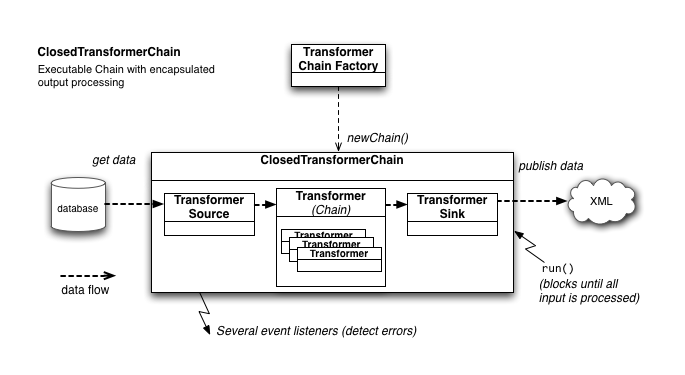 ClosedTransformerChain
Executable Chain with encapsulated
output processing
Transformer
Chain Factory
newChain()
get data
ClosedTransformerChain
publish data
database
Transformer
Source
Transformer
(Chain)
Transformer
Transformer
Transformer
Transformer
Sink
XML
data flow
run()
(blocks until all
input is processed)
Several event listeners (detect errors)